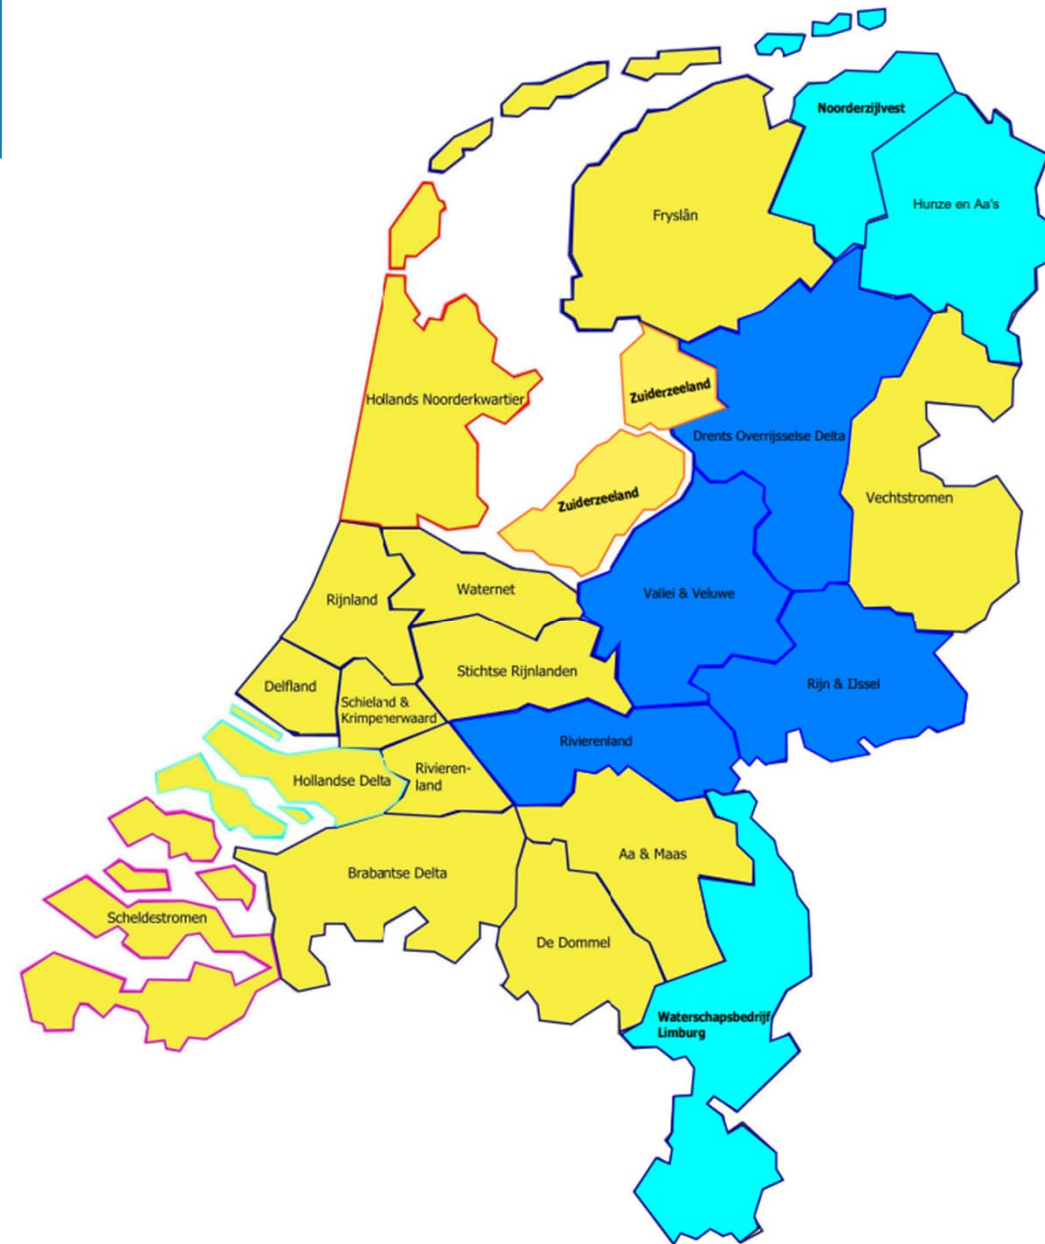 Noorderzijlvest
Hunze en Aa's
Fryslân
Zuiderzeeland
Hollands Noorderkwartier
Drents Overrijsselse Delta
Zuiderzeeland
Vechtstromen
Waternet
Vallei & Veluwe
Rijnland
Stichtse Rijnlanden
Delfland
Rijn & IJssel
Schieland &
Krimpenerwaard
Rivierenland
Rivieren-
land
Hollandse Delta
Aa & Maas
Brabantse Delta
Scheldestromen
De Dommel
Waterschapsbedrijf
Limburg